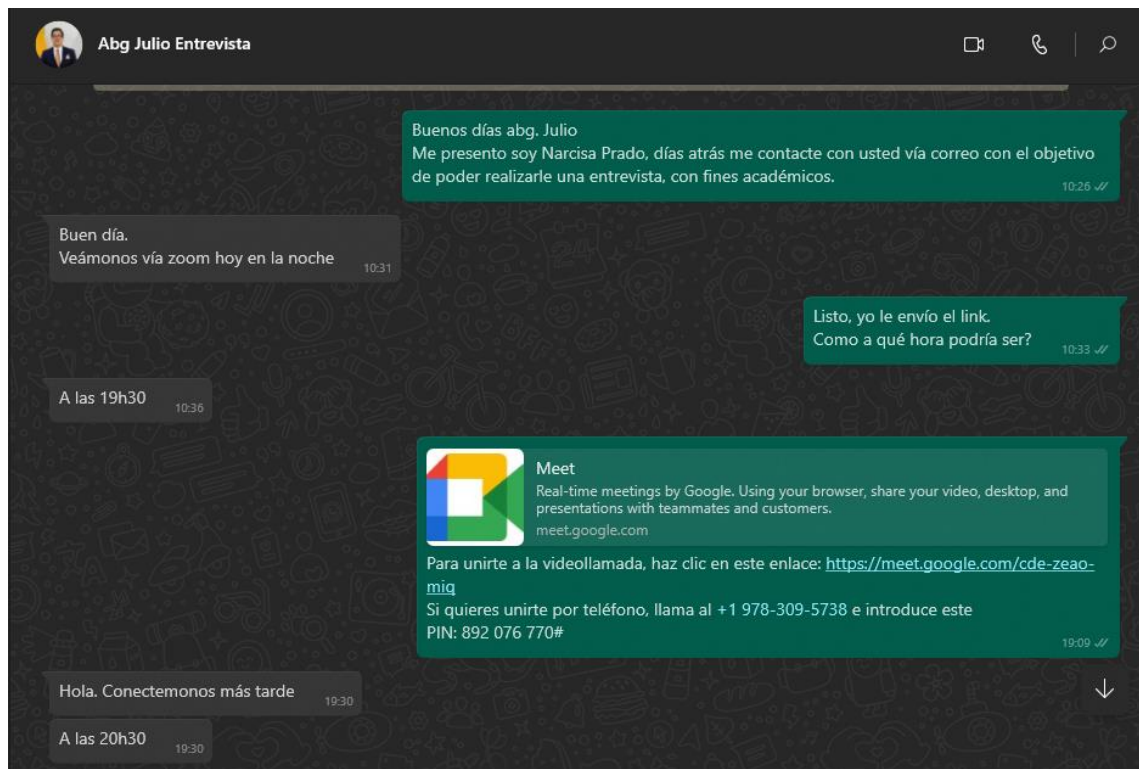 Abg Julio Entrevista
Buenos días abg. Julio
Me presento soy Narcisa Prado, días atrás me contacte con usted vía correo con el objetivo
de poder realizarle una entrevista, con fines académicos.
10:26
Buen día.
Veámonos vía zoom hoy en la noche
10:31
Listo, yo le envío el link.
Como a qué hora podría ser?
10:33
A las 19h30
10:36
Meet
Real-time meetings by Google. Using your browser, share your video, desktop, and
presentations with teammates and customers.
meet.google.com
Para unirte a la videollamada, haz clic en este enlace: https://meet.google.com/cde-zeao-
miq
Si quieres unirte por teléfono, llama al +1 978-309-5738 e introduce este
PIN: 892 076 770#
19:09
Hola. Conectemonos más tarde
19:30
A las 20h30
19:30